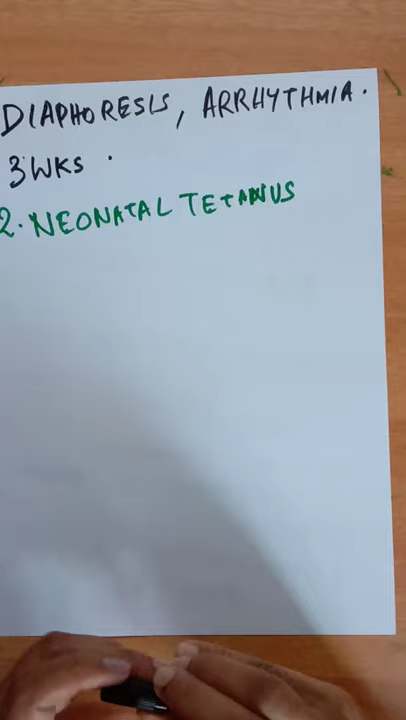 DIAPHORESIS, ARRHYTHMIA.
3WKS.
2. NEONATAL TETANUS